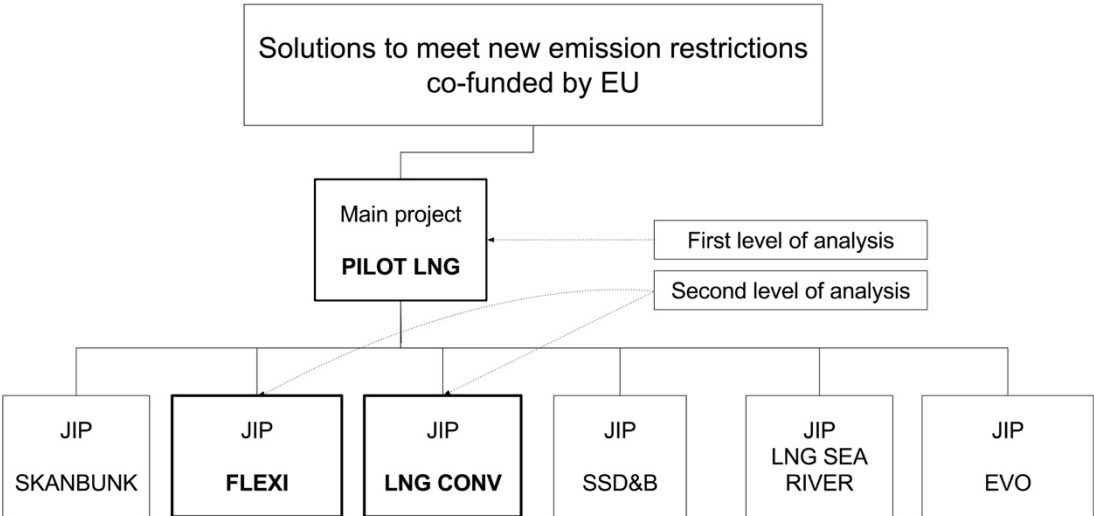 Solutions to meet new emission restrictions
co-funded by EU
Main project
PILOT LNG
First level of analysis
Second level of analysis
JIP
SKANBUNK
JIP
FLEXI
JIP
LNG CONV
JIP
SSD&B
JIP
LNG SEA
RIVER
JIP
EVO